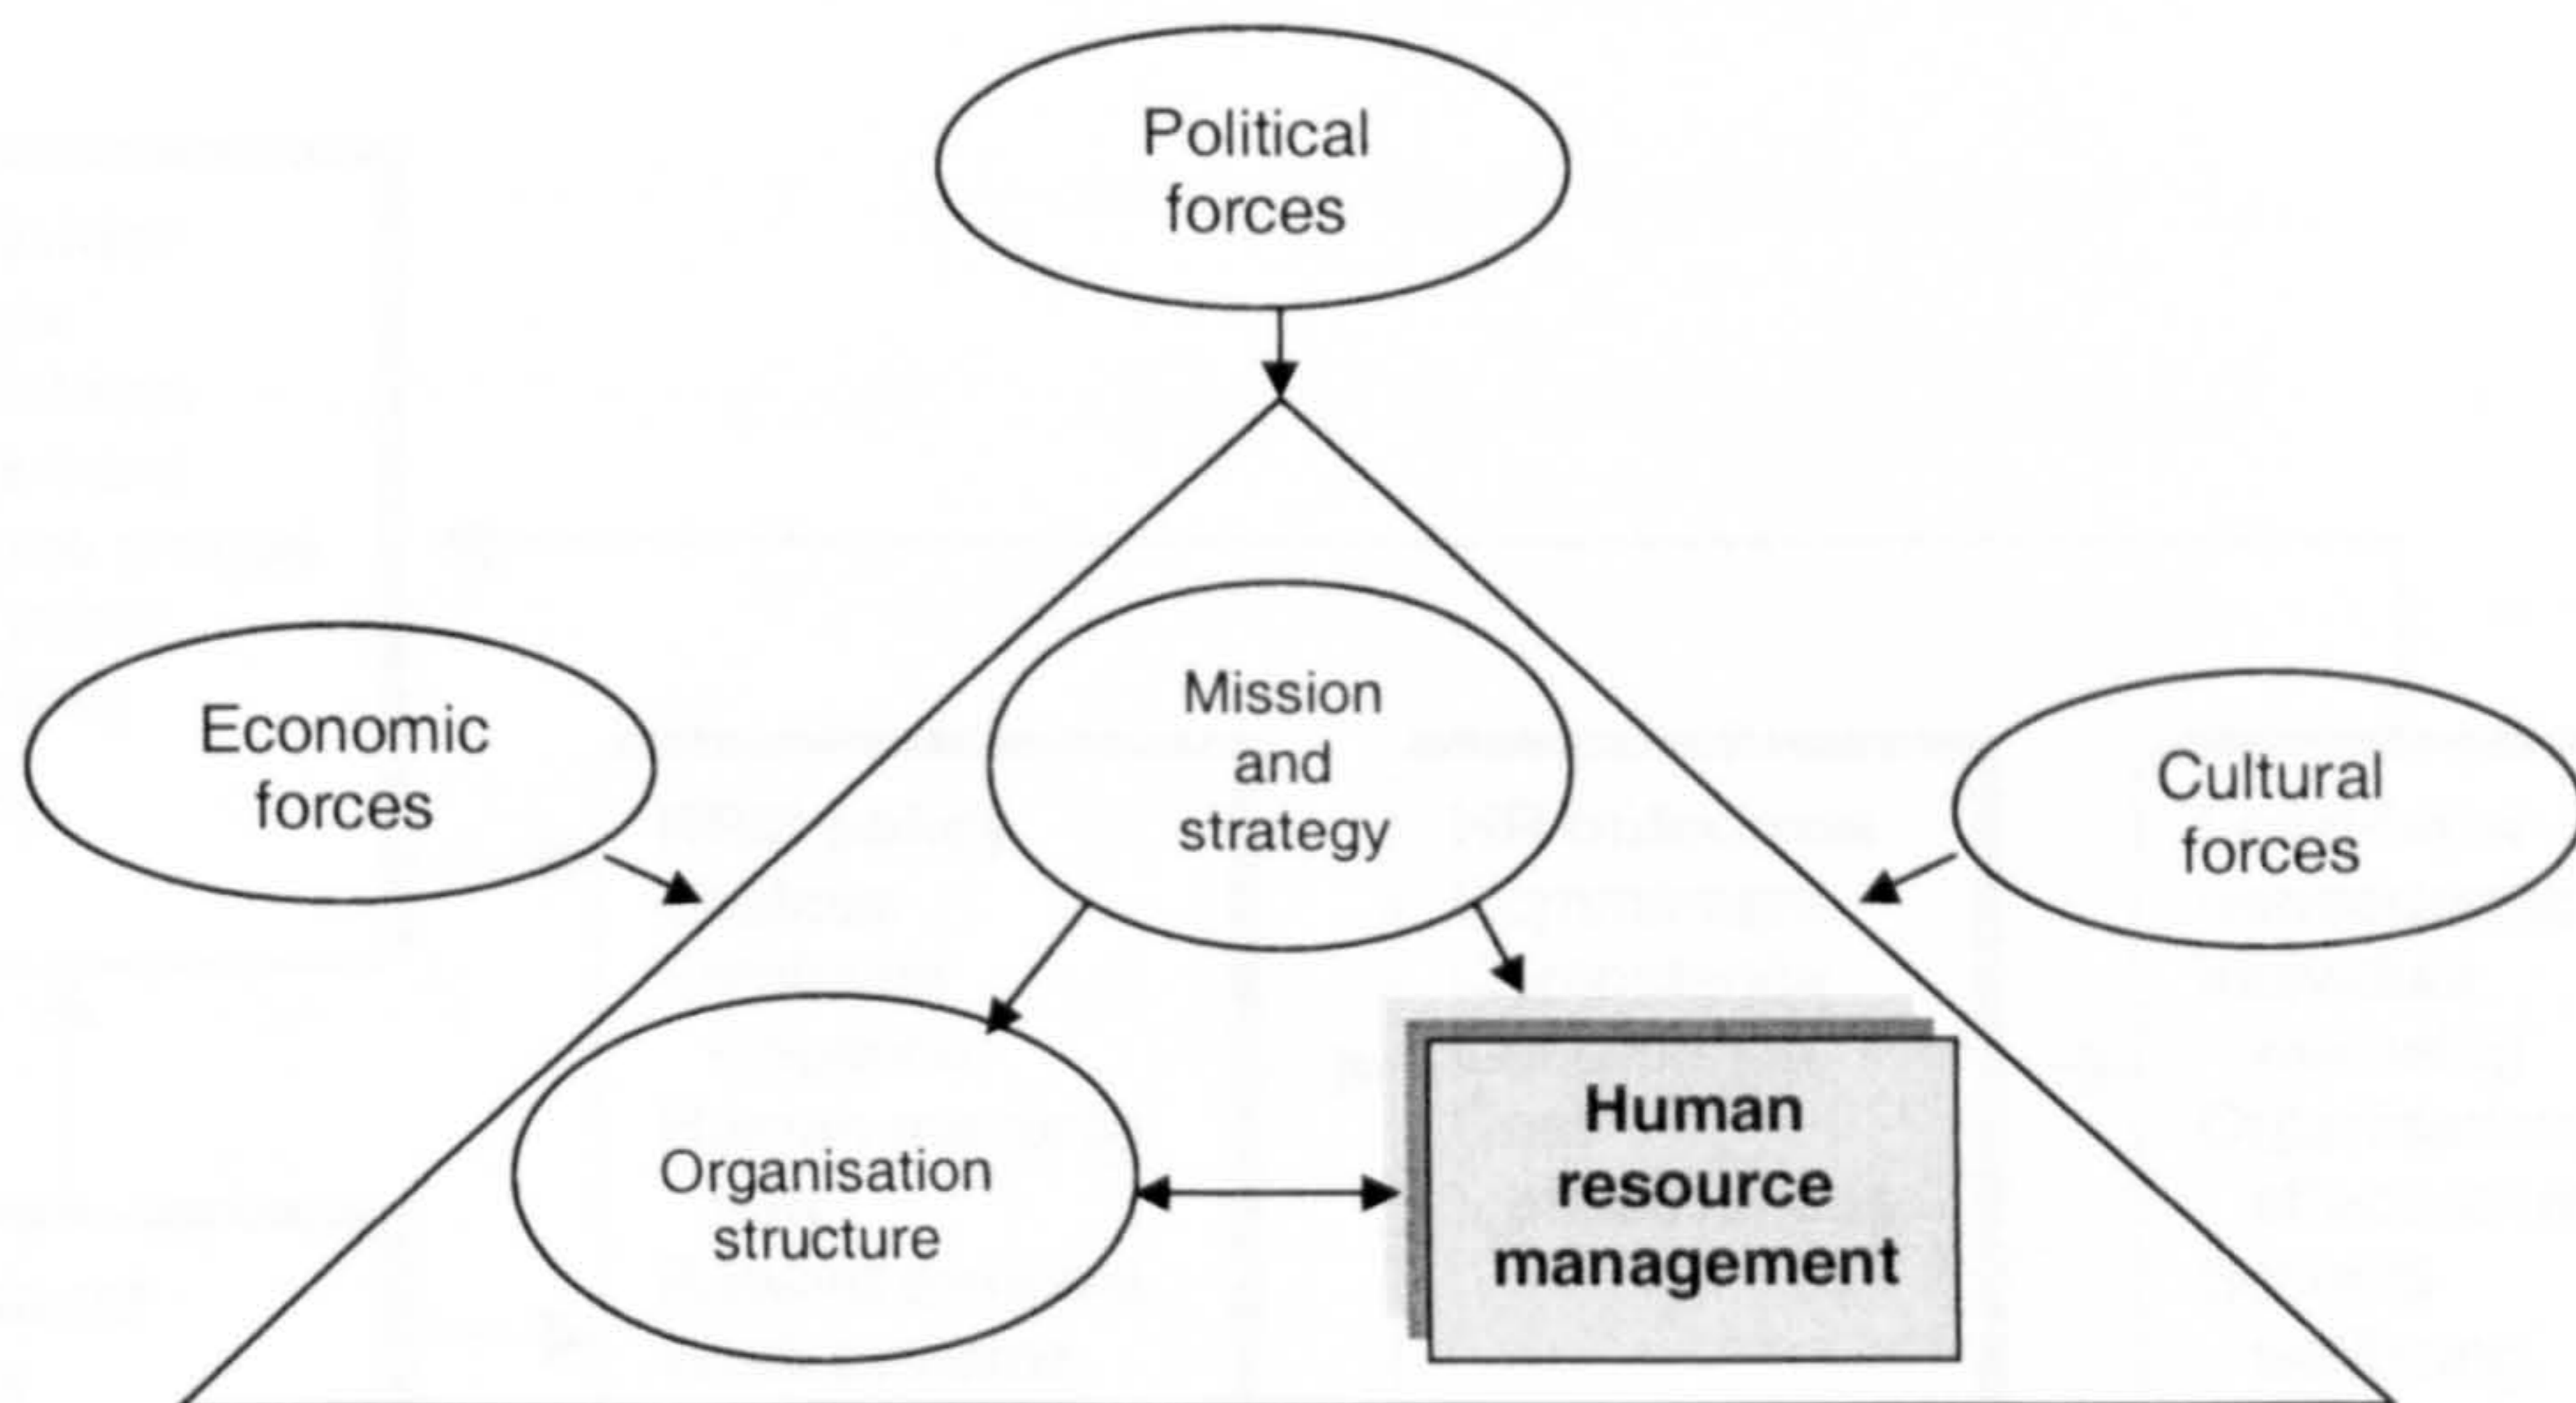 Political
forces
Economic
forces
Mission
and
strategy
Cultural
forces
Organisation
structure
Human
resource
management